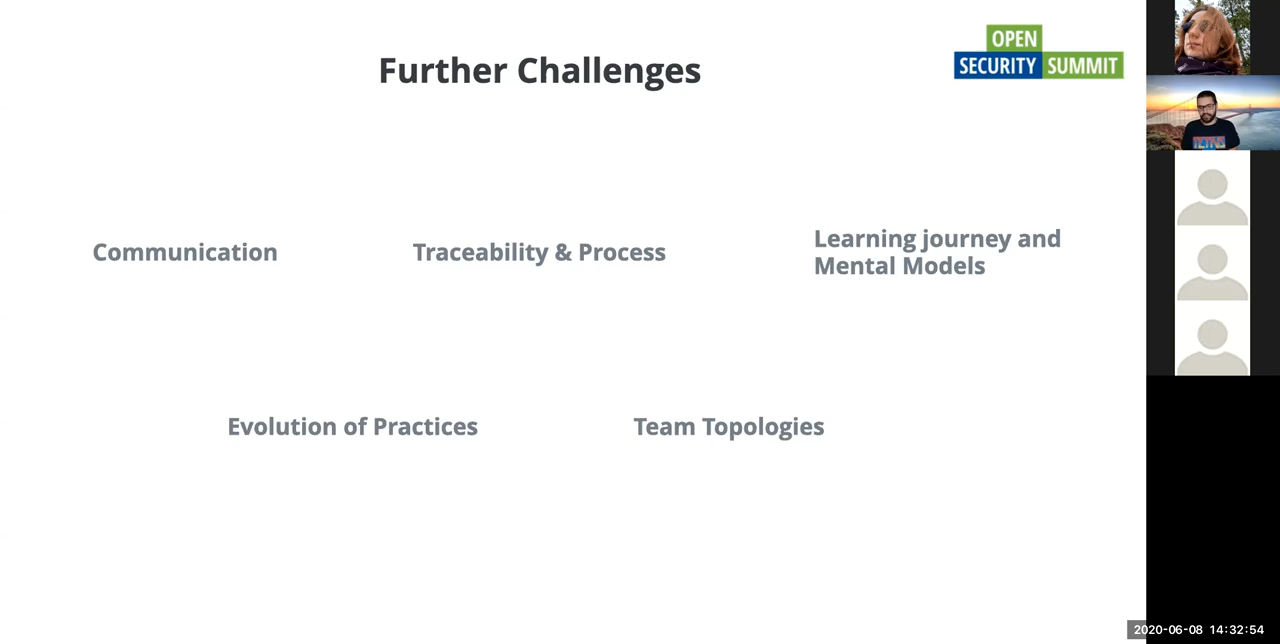 Further Challenges
OPEN
SECURITY SUMMIT
Communication
Traceability & Process
Learning journey and
Mental Models
Evolution of Practices
Team Topologies
2020-06-08 14:32:54